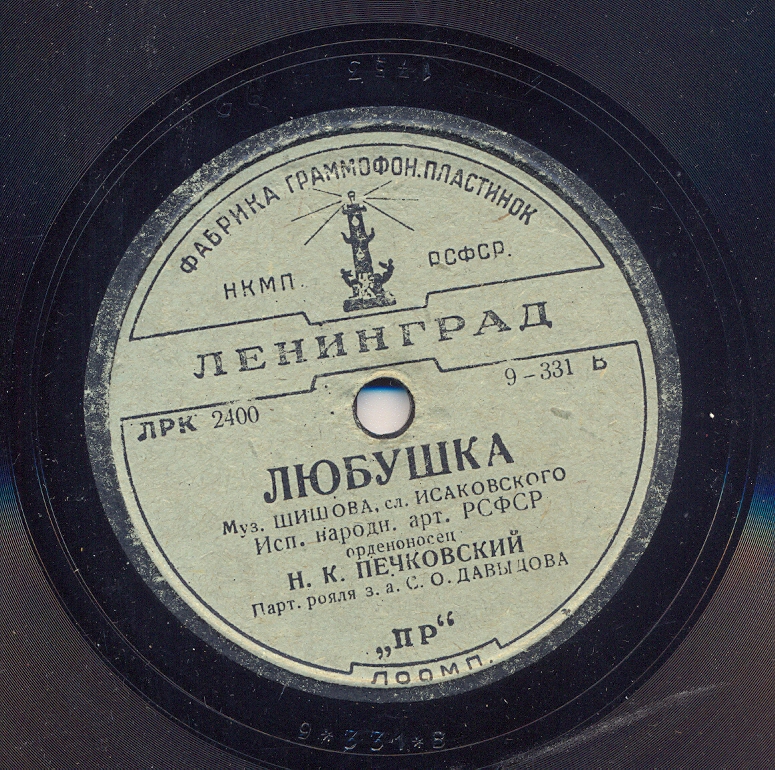 ФАБРИКА ГРАММОФОН.ПЛАСТИНОК
НКМП. РСФСР.
ЛЕНИНГРАД
ЛРК 2400 9-331 В
ЛЮБУШКА
Муз. ШИШОВА, сл. ИСАКОВСКОГО
Исп. народн. арт. РСФСР
орденоносец
Н. К. ПЕЧКОВСКИЙ
Парт. рояля з. а. С. О. ДАВЫДОВА
„ПР“
ЛООМП.
9*331*В